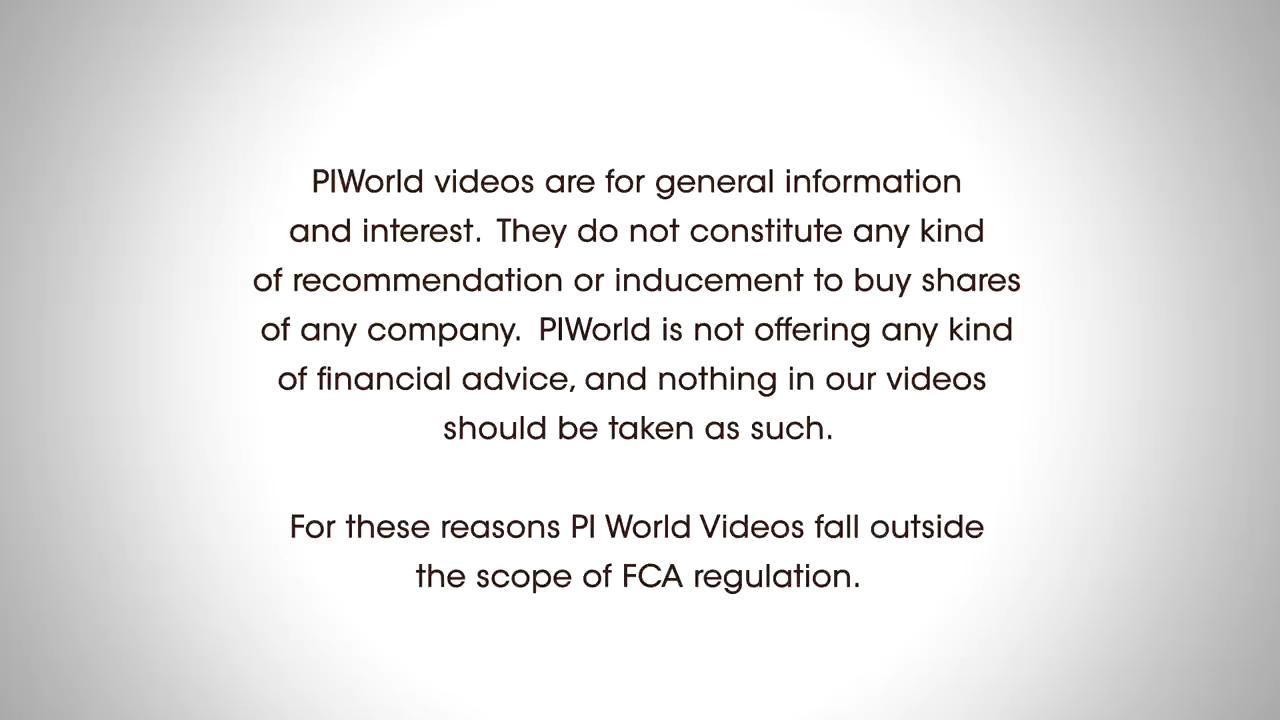 PIWorld videos are for general information
and interest. They do not constitute any kind
of recommendation or inducement to buy shares
of any company. PIWorld is not offering any kind
of financial advice, and nothing in our videos
should be taken as such.
For these reasons PI World Videos fall outside
the scope of FCA regulation.